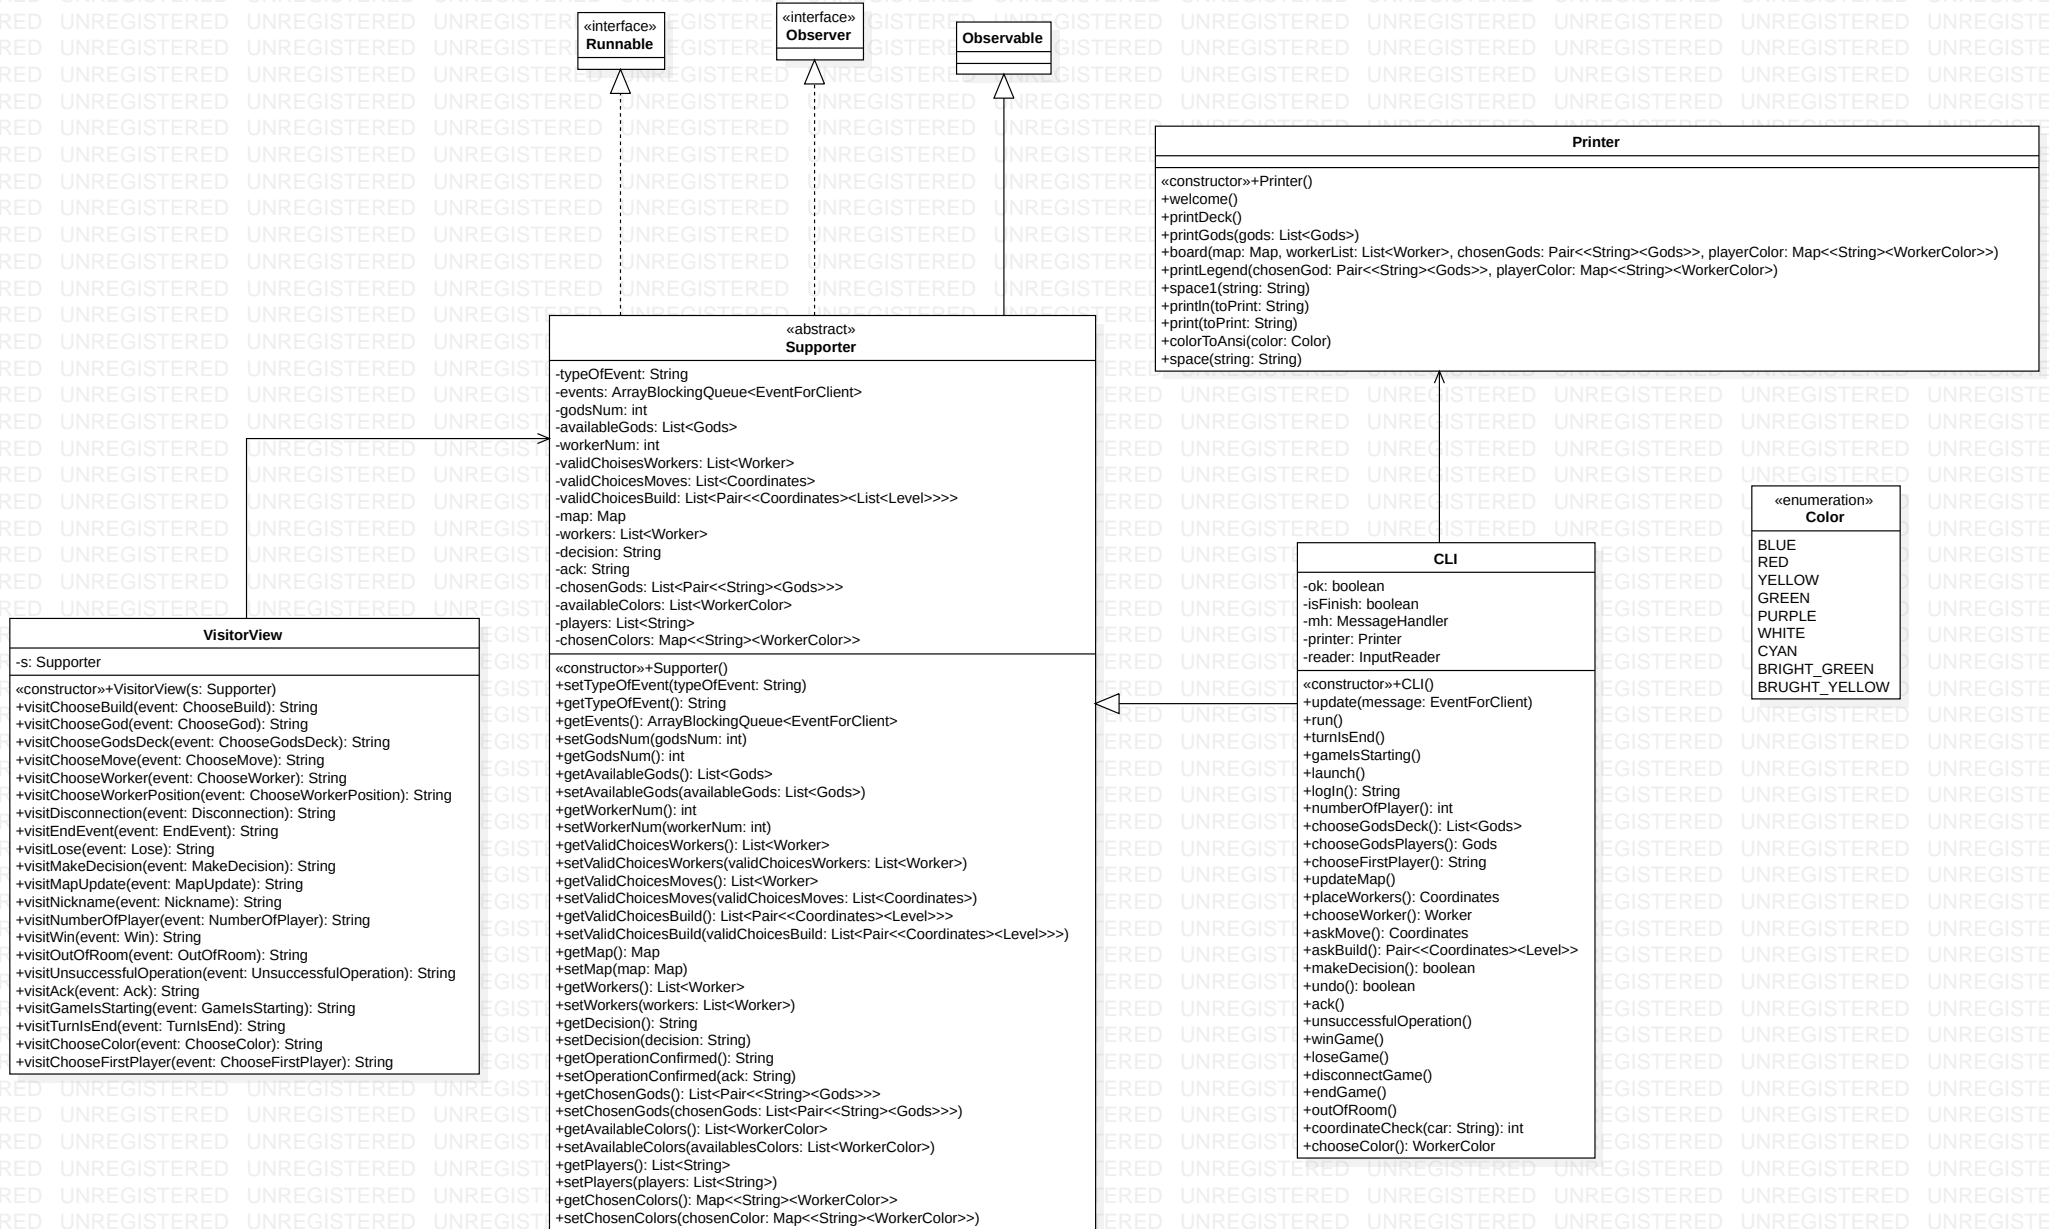 «interface»
Runnable
«interface»
Observer
Observable
Printer
«constructor»+Printer()
+welcome()
+printDeck()
+printGods(gods: List<Gods>)
+board(map: Map, workerList: List<Worker>, chosenGods: Pair<<String><Gods>>, playerColor: Map<<String><WorkerColor>>)
+printLegend(chosenGod: Pair<<String><Gods>>, playerColor: Map<<String><WorkerColor>)
+space1(string: String)
+println(toPrint: String)
+print(toPrint: String)
+colorToAnsi(color: Color)
+space(string: String)
«abstract»
Supporter
-typeOfEvent: String
-events: ArrayBlockingQueue<EventForClient>
-godsNum: int
-availableGods: List<Gods>
-workerNum: int
-validChoisesWorkers: List<Worker>
-validChoicesMoves: List<Coordinates>
-validChoicesBuild: List<Pair<<Coordinates><List<Level>>>>
-map: Map
-workers: List<Worker>
-decision: String
-ack: String
-chosenGods: List<Pair<<String><Gods>>>
-availableColors: List<WorkerColor>
-players: List<String>
-chosenColors: Map<<String><WorkerColor>>
«constructor»+Supporter()
+setTypeOfEvent(typeOfEvent: String)
+getTypeOfEvent(): String
+getEvents(): ArrayBlockingQueue<EventForClient>
+setGodsNum(godsNum: int)
+getGodsNum(): int
+getAvailableGods(): List<Gods>
+setAvailableGods(availableGods: List<Gods>)
+getWorkerNum(): int
+setWorkerNum(workerNum: int)
+getValidChoicesWorkers(): List<Worker>
+setValidChoicesWorkers(validChoicesWorkers: List<Worker>)
+getValidChoicesMoves(): List<Worker>
+setValidChoicesMoves(validChoicesMoves: List<Coordinates>)
+getValidChoicesBuild(): List<Pair<<Coordinates><Level>>>
+setValidChoicesBuild(validChoicesBuild: List<Pair<<Coordinates><Level>>>)
+getMap(): Map
+setMap(map: Map)
+getWorkers(): List<Worker>
+setWorkers(workers: List<Worker>)
+getDecision(): String
+setDecision(decision: String)
+getOperationConfirmed(): String
+setOperationConfirmed(ack: String)
+getChosenGods(): List<Pair<<String><Gods>>>
+setChosenGods(chosenGods: List<Pair<<String><Gods>>>)
+getAvailableColors(): List<WorkerColor>
+setAvailableColors(availablesColors: List<WorkerColor>)
+getPlayers(): List<String>
+setPlayers(players: List<String>)
+getChosenColors(): Map<<String><WorkerColor>>
+setChosenColors(chosenColor: Map<<String><WorkerColor>>)
VisitorView
-s: Supporter
«constructor»+VisitorView(s: Supporter)
+visitChooseBuild(event: ChooseBuild): String
+visitChooseGod(event: ChooseGod): String
+visitChooseGodsDeck(event: ChooseGodsDeck): String
+visitChooseMove(event: ChooseMove): String
+visitChooseWorker(event: ChooseWorker): String
+visitChooseWorkerPosition(event: ChooseWorkerPosition): String
+visitDisconnection(event: Disconnection): String
+visitEndEvent(event: EndEvent): String
+visitLose(event: Lose): String
+visitMakeDecision(event: MakeDecision): String
+visitMapUpdate(event: MapUpdate): String
+visitNickname(event: Nickname): String
+visitNumberOfPlayer(event: NumberOfPlayer): String
+visitWin(event: Win): String
+visitOutOfRoom(event: OutOfRoom): String
+visitUnsuccessfulOperation(event: UnsuccessfulOperation): String
+visitAck(event: Ack): String
+visitGameIsStarting(event: GameIsStarting): String
+visitTurnIsEnd(event: TurnIsEnd): String
+visitChooseColor(event: ChooseColor): String
+visitChooseFirstPlayer(event: ChooseFirstPlayer): String
CLI
-ok: boolean
-isFinish: boolean
-mh: MessageHandler
-printer: Printer
-reader: InputReader
«constructor»+CLI()
+update(message: EventForClient)
+run()
+turnIsEnd()
+gameIsStarting()
+launch()
+logIn(): String
+numberOfPlayer(): int
+chooseGodsDeck(): List<Gods>
+chooseGodsPlayers(): Gods
+chooseFirstPlayer(): String
+updateMap()
+placeWorkers(): Coordinates
+chooseWorker(): Worker
+askMove(): Coordinates
+askBuild(): Pair<<Coordinates><Level>>
+makeDecision(): boolean
+undo(): boolean
+ack()
+unsuccessfulOperation()
+winGame()
+loseGame()
+disconnectGame()
+endGame()
+outOfRoom()
+coordinateCheck(car: String): int
+chooseColor(): WorkerColor
«enumeration»
Color
BLUE
RED
YELLOW
GREEN
PURPLE
WHITE
CYAN
BRIGHT_GREEN
BRUGHT_YELLOW